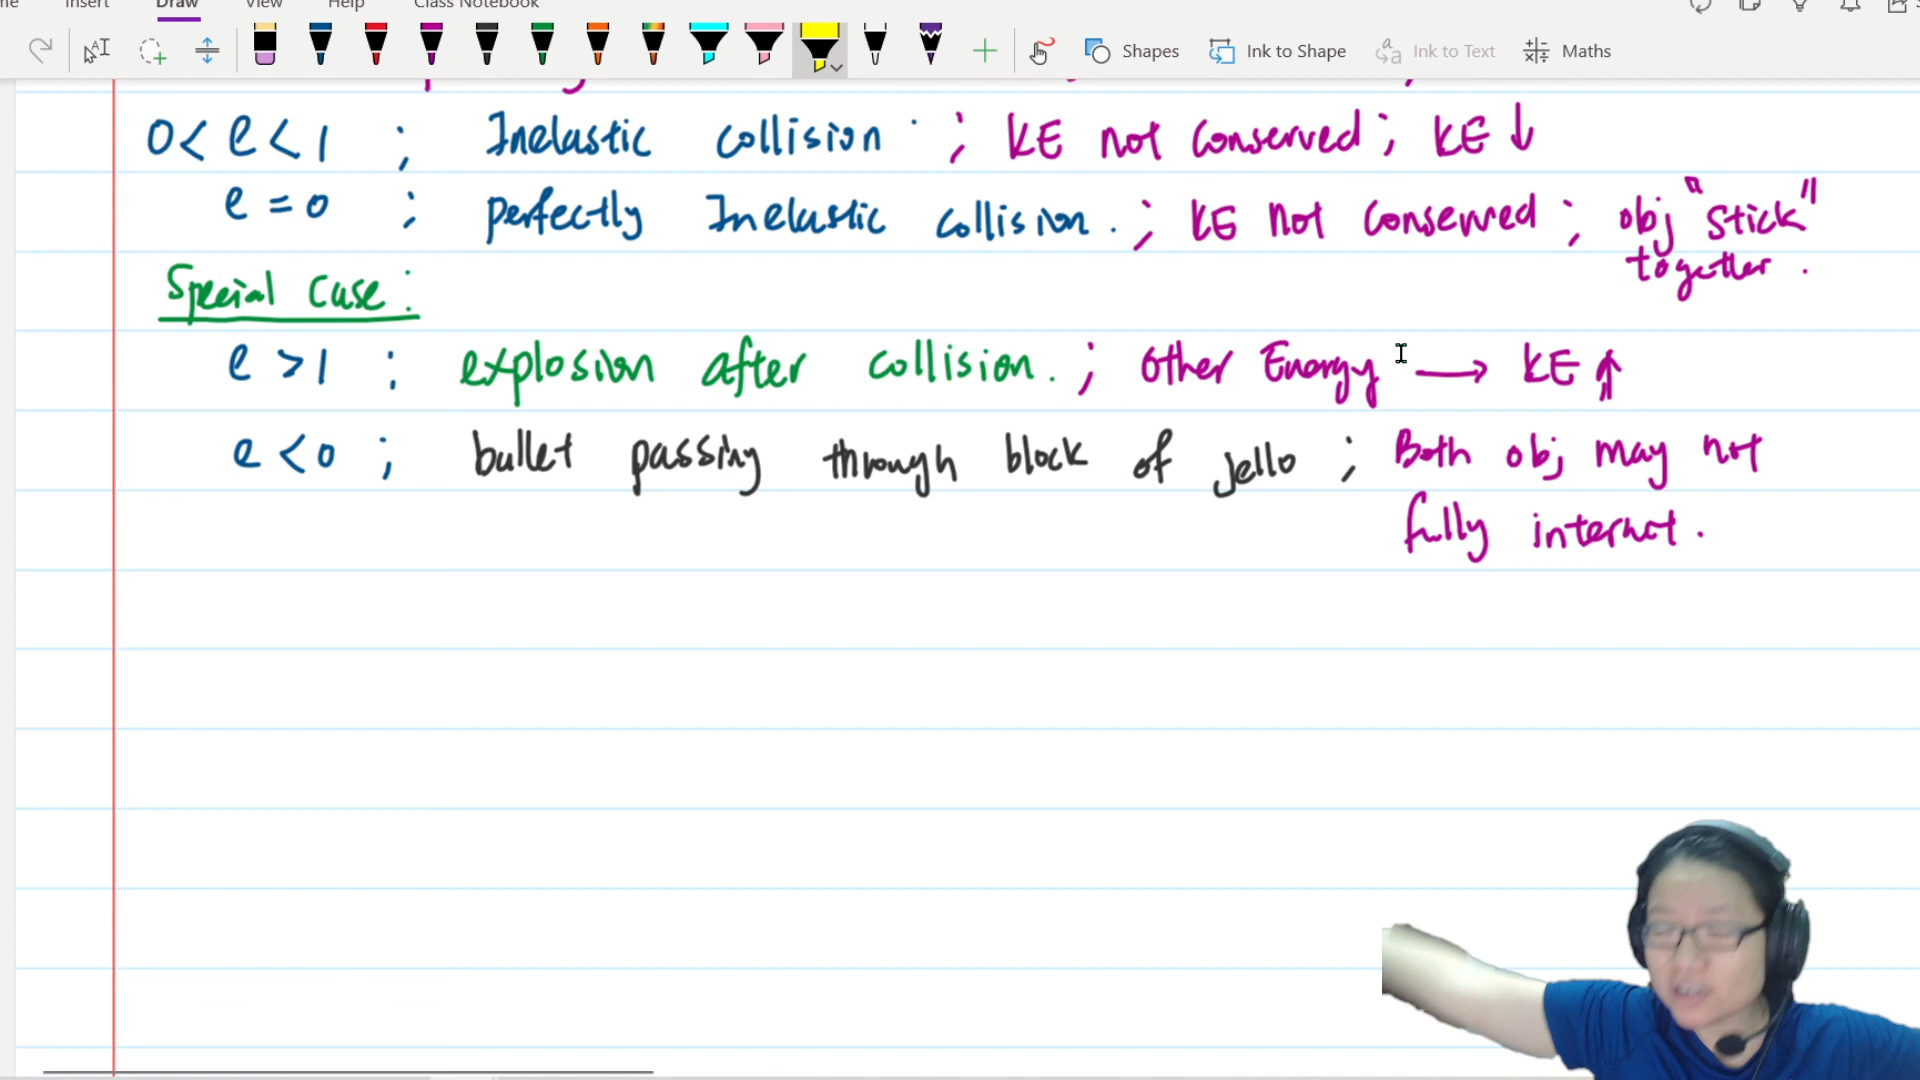 Insert Draw View Help Class Notebook
Shapes Ink to Shape Ink to Text Maths
0 < e < 1 ; Inelastic collision ; KE not conserved ; KE ↓
e = 0 ; perfectly Inelastic collision . ; KE not conserved ; obj "stick"
together .
Special Case :
e > 1 : explosion after collision . ; Other Energy → KE ↑
e < 0 ; bullet passing through block of jello ; Both obj may not
fully interact .